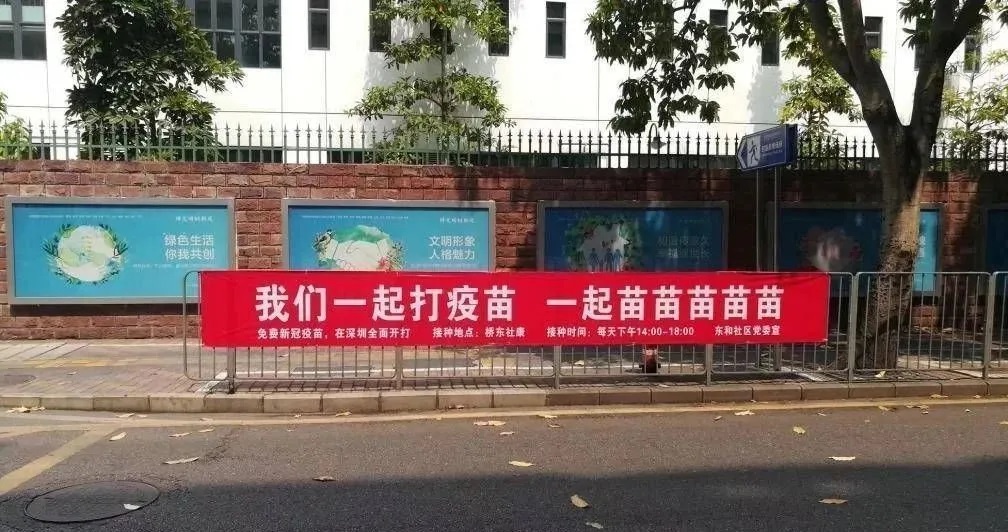 绿色生活
你我共创
文明形象
人格魅力
我们一起打疫苗 一起苗苗苗苗苗
免费新冠疫苗，在深圳全面开打 接种地点：桥东社康 接种时间：每天下午14:00-18:00 东和社区党委宣